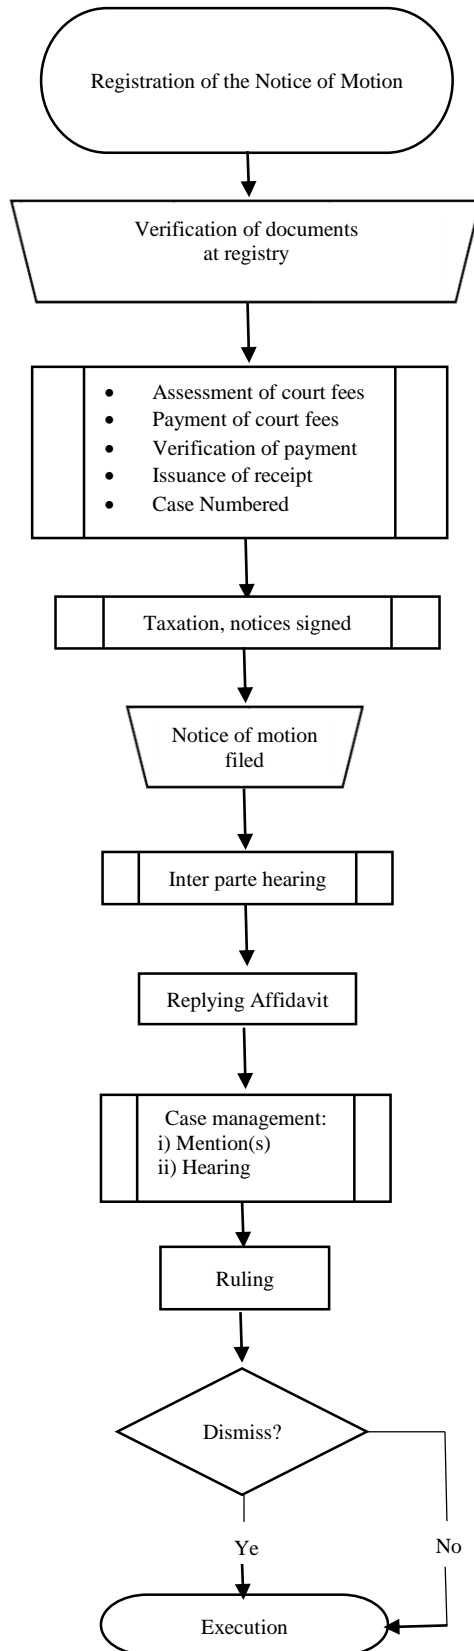 Registration of the Notice of Motion
Verification of documents
at registry
• Assessment of court fees
• Payment of court fees
• Verification of payment
• Issuance of receipt
• Case Numbered
Taxation, notices signed
Notice of motion
filed
Inter parte hearing
Replying Affidavit
Case management:
i) Mention(s)
ii) Hearing
Ruling
Dismiss?
Ye
No
Execution